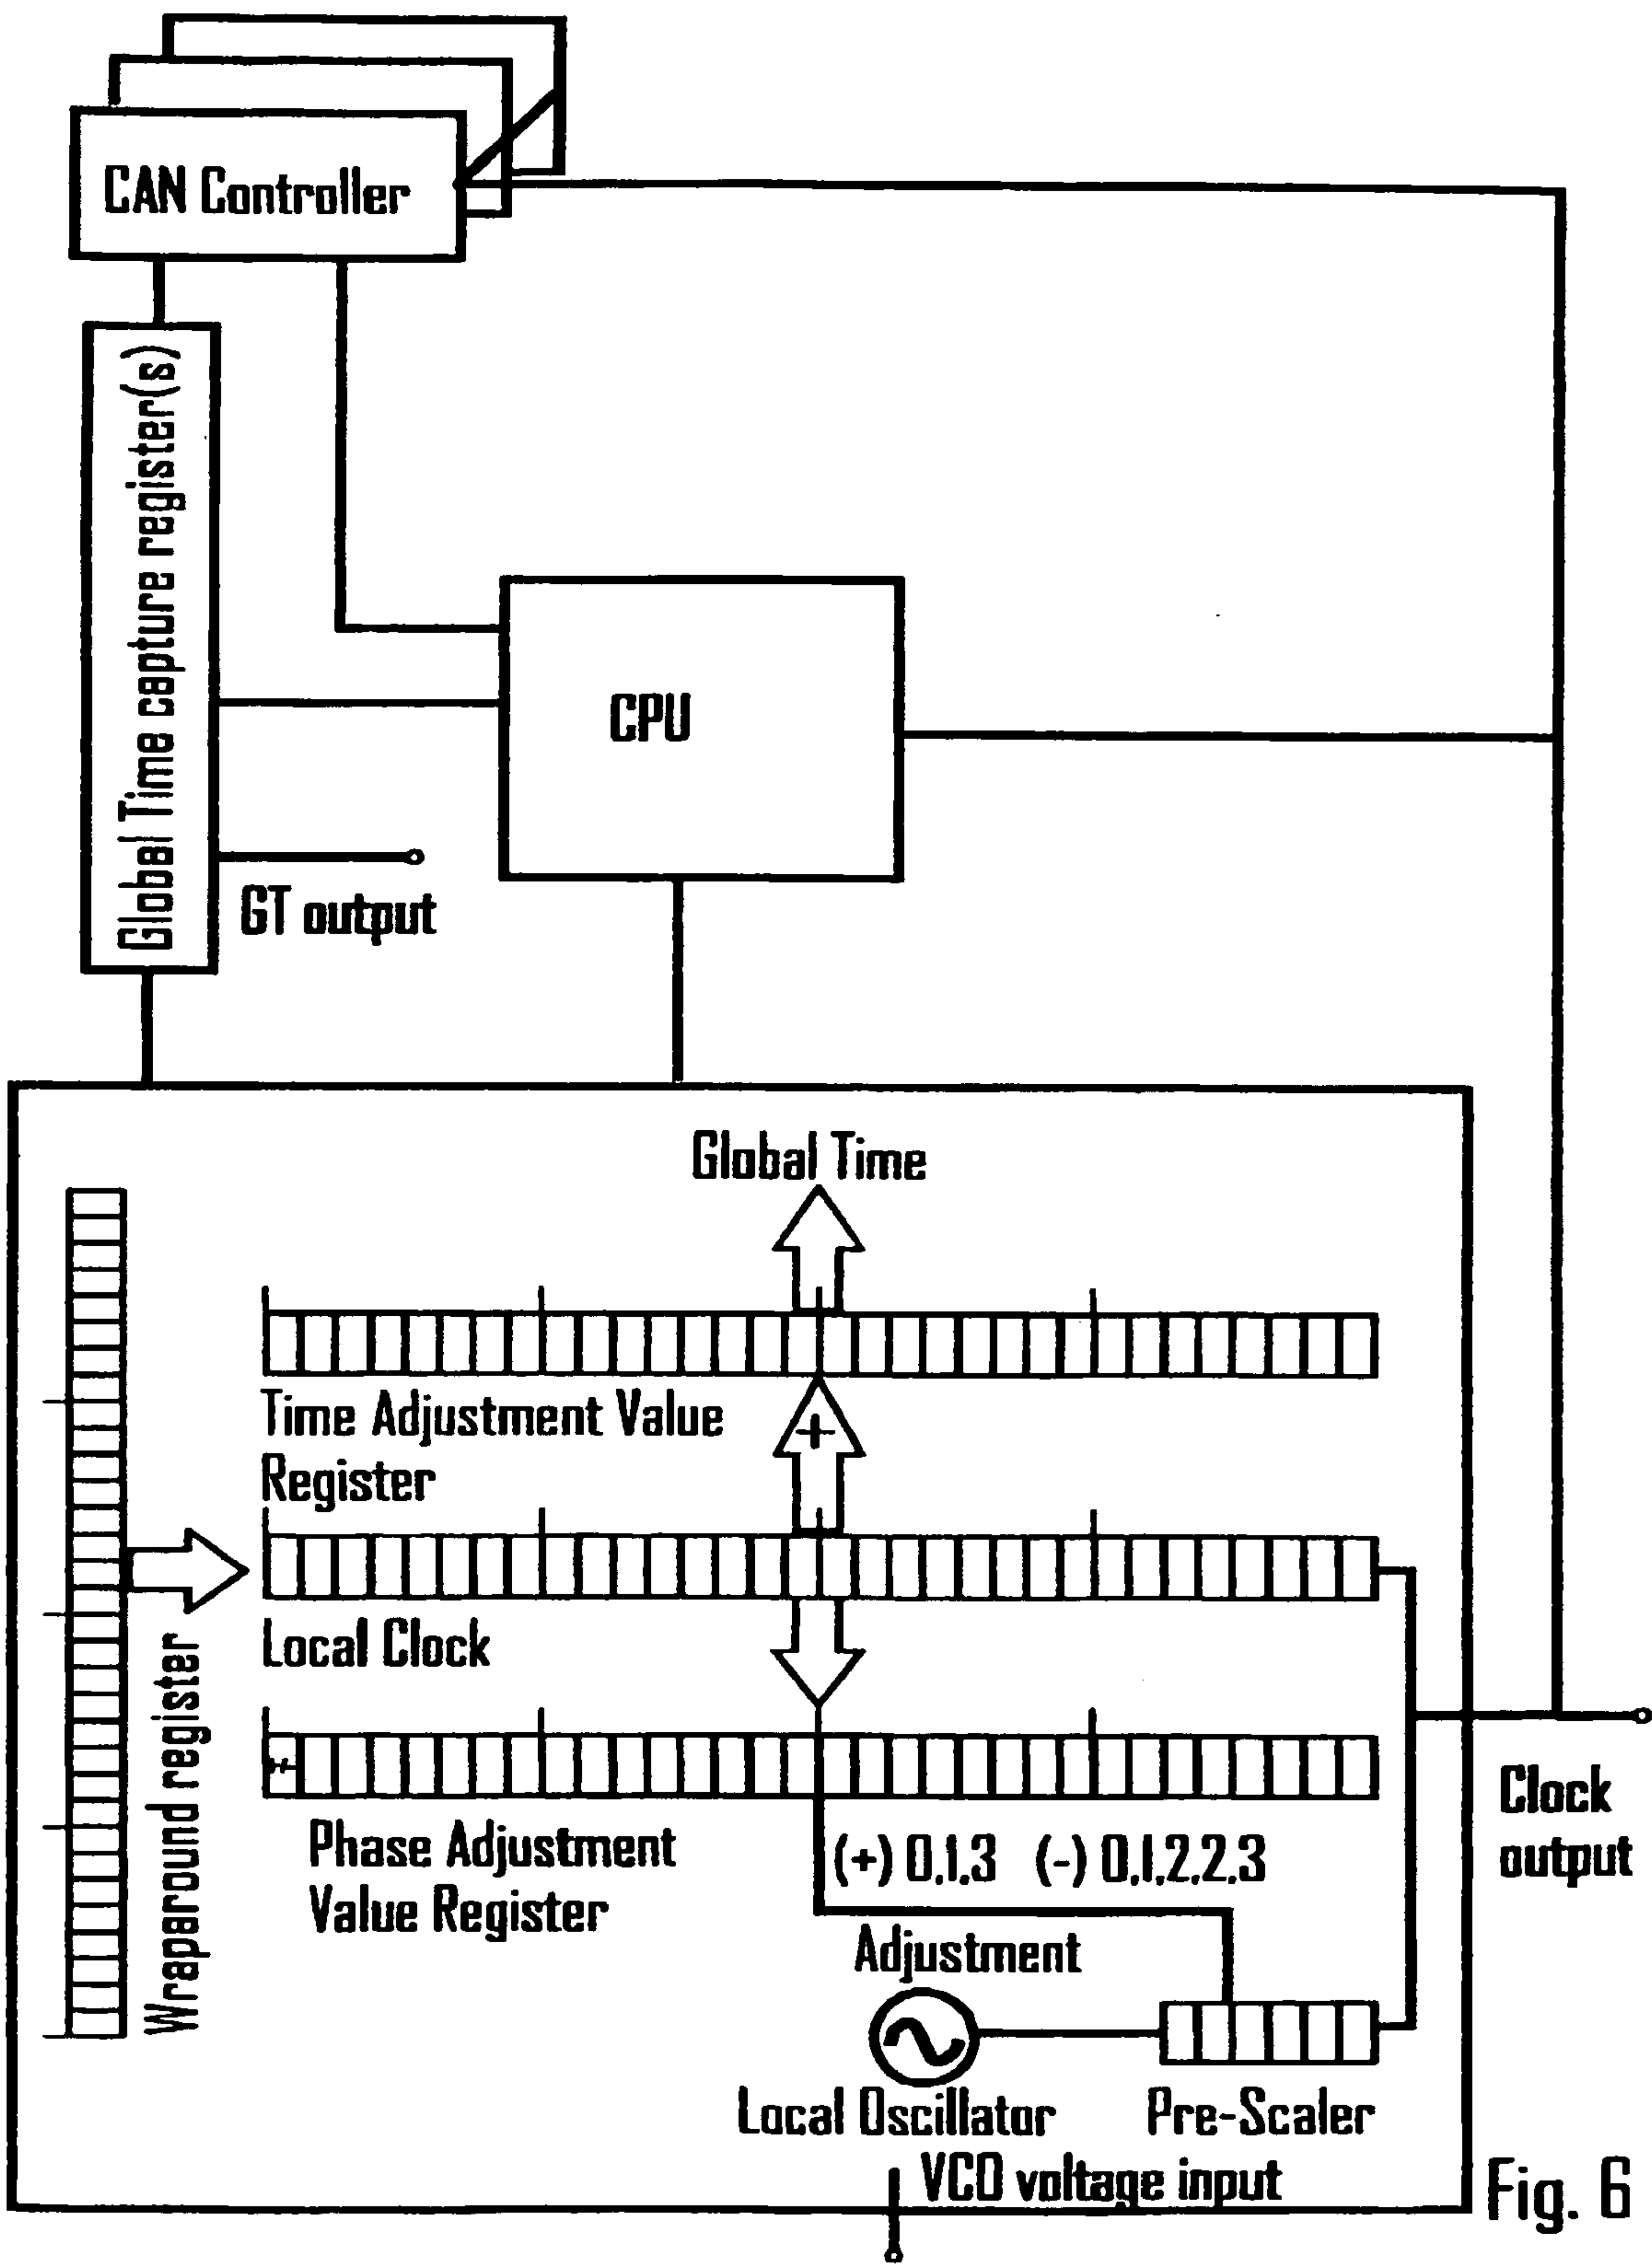 CAN Controller
Global Time capture register(s)
CPU
GT output
Global Time
Time Adjustment Value
Register
+
Local Clock
Wraparound register
+/-
Phase Adjustment
Value Register
(+) 0,1,3 (-) 0,1,2,2,3
Clock
output
Adjustment
Local Oscillator
Pre-Scaler
VCO voltage input
Fig. 6